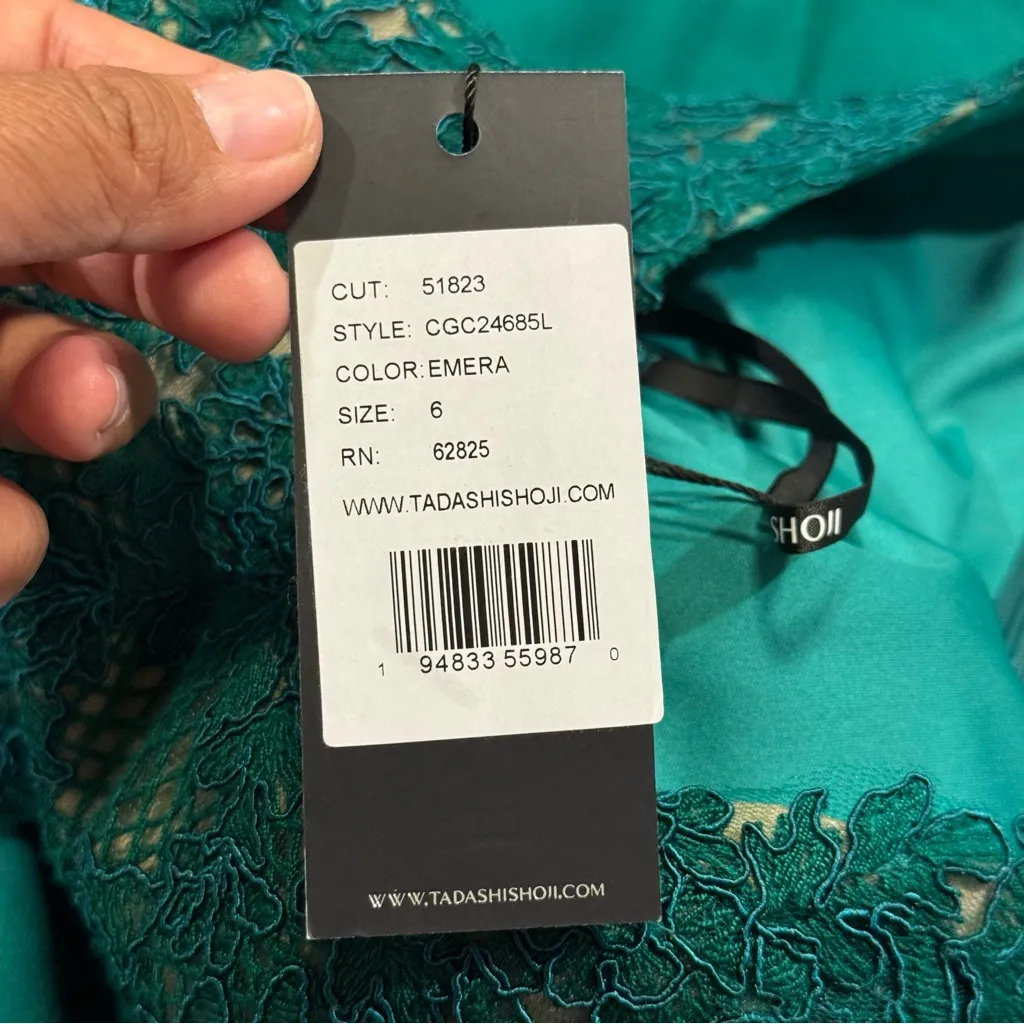 CUT: 51823
STYLE: CGC24685L
COLOR: EMERA
SIZE: 6
RN: 62825
WWW.TADASHISHOJI.COM
1 94833 55987 0
SHOJI
WWW.TADASHISHOJI.COM